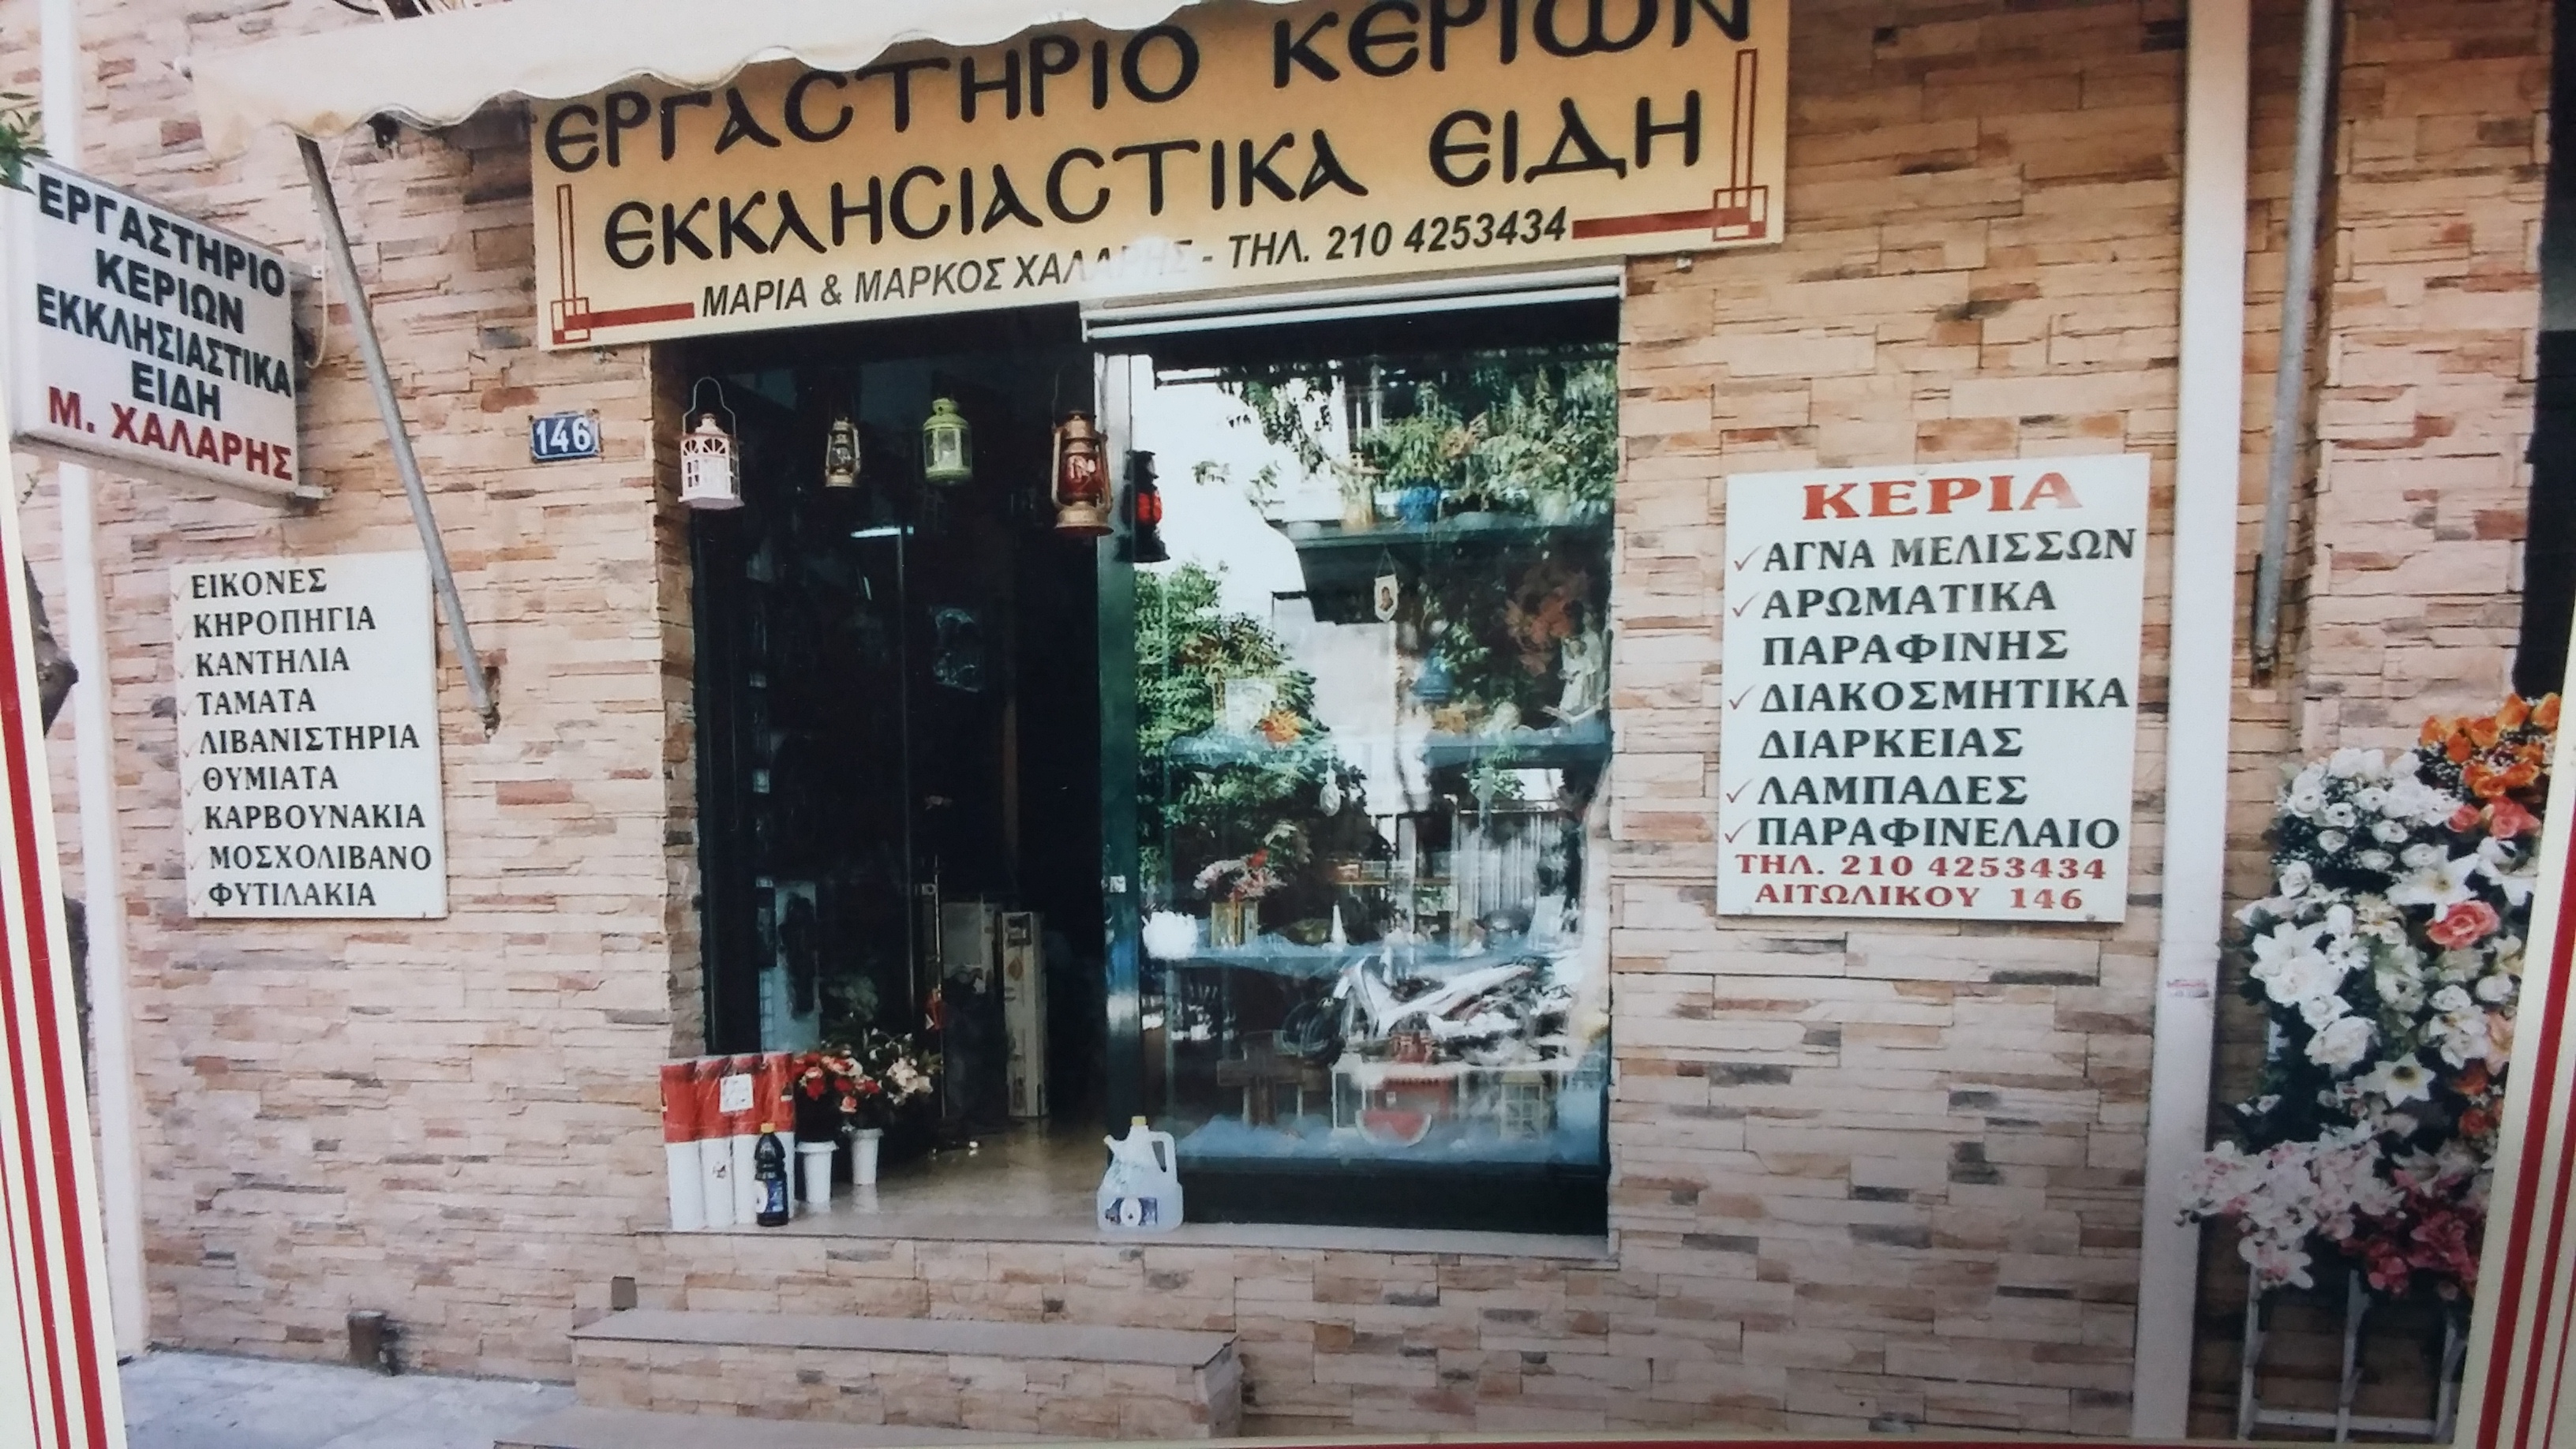 ΕΡΓΑΣΤΗΡΙΟ ΚΕΡΙΩΝ
ΕΚΚΛΗΣΙΑΣΤΙΚΑ ΕΙΔΗ
ΜΑΡΙΑ & ΜΑΡΚΟΣ ΧΑΛΑΡΗΣ - ΤΗΛ. 210 4253434
ΕΡΓΑΣΤΗΡΙΟ
ΚΕΡΙΩΝ
ΕΚΚΛΗΣΙΑΣΤΙΚΑ
ΕΙΔΗ
Μ. ΧΑΛΑΡΗΣ
146
ΕΙΚΟΝΕΣ
ΚΗΡΟΠΗΓΙΑ
ΚΑΝΤΗΛΙΑ
ΤΑΜΑΤΑ
ΛΙΒΑΝΙΣΤΗΡΙΑ
ΘΥΜΙΑΤΑ
ΚΑΡΒΟΥΝΑΚΙΑ
ΜΟΣΧΟΛΙΒΑΝΟ
ΦΥΤΙΛΑΚΙΑ
ΚΕΡΙΑ
ΑΓΝΑ ΜΕΛΙΣΣΩΝ
ΑΡΩΜΑΤΙΚΑ
ΠΑΡΑΦΙΝΗΣ
ΔΙΑΚΟΣΜΗΤΙΚΑ
ΔΙΑΡΚΕΙΑΣ
ΛΑΜΠΑΔΕΣ
ΠΑΡΑΦΙΝΕΛΑΙΟ
ΤΗΛ. 210 4253434
ΑΙΤΩΛΙΚΟΥ 146